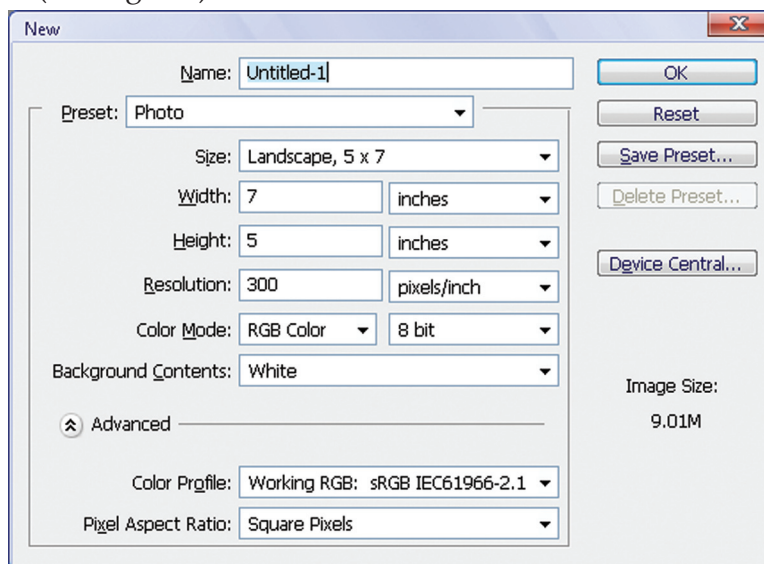 New
Name: Untitled-1
OK
Preset: Photo
Reset
Size: Landscape, 5 x 7
Save Preset...
Width: 7 inches
Delete Preset...
Height: 5 inches
Device Central...
Resolution: 300 pixels/inch
Color Mode: RGB Color 8 bit
Background Contents: White
Image Size:
9.01M
Advanced
Color Profile: Working RGB: sRGB IEC61966-2.1
Pixel Aspect Ratio: Square Pixels